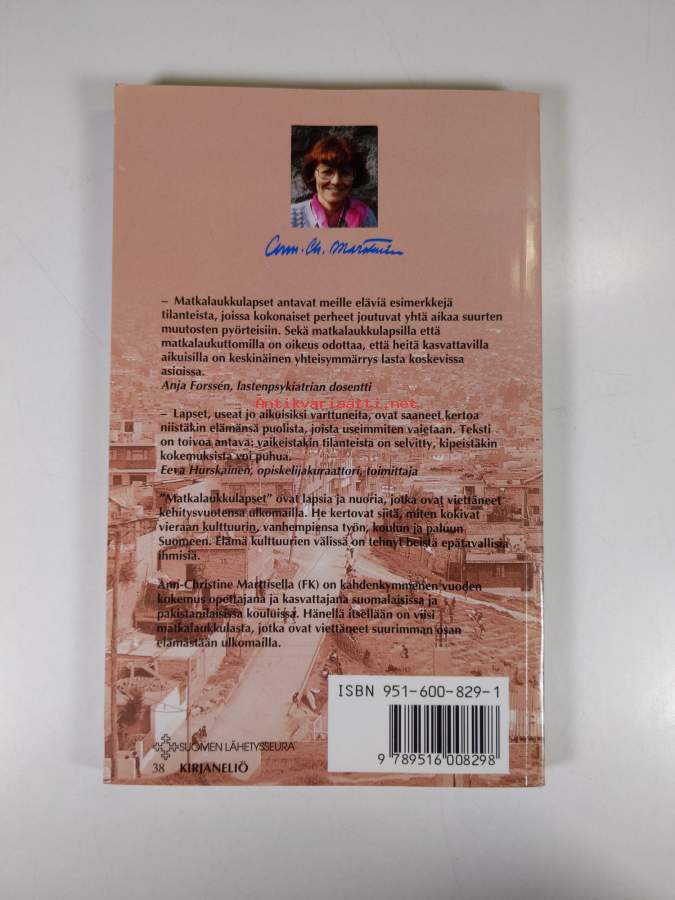 Ann-Ch. Marttinen
– Matkalaukkulapset antavat meille eläviä esimerkkejä
tilanteista, joissa kokonaiset perheet joutuvat yhtä aikaa suurten
muutosten pyörteisiin. Sekä matkalaukkulapsilla että
matkalaukuttomilla on oikeus odottaa, että heitä kasvattavilla
aikuisilla on keskinäinen yhteisymmärrys lasta koskevissa
asioissa.
Anja Forssén, lastenpsykiatrian dosentti
Antikvariaatti.net
– Lapset, useat jo aikuisiksi varttuneita, ovat saaneet kertoa
niistäkin elämänsä puolista, joista useimmiten vaietaan. Teksti
on toivoa antava: vaikeistakin tilanteista on selvitty, kipeistäkin
kokemuksista voi puhua.
Eeva Hurskainen, opiskelijakuraattori, toimittaja
"Matkalaukkulapset" ovat lapsia ja nuoria, jotka ovat viettäneet
kehitysvuotensa ulkomailla. He kertovat siitä, miten kokivat
vieraan kulttuurin, vanhempiensa työn, koulun ja paluun
Suomeen. Elämä kulttuurien välissä on tehnyt heistä epätavallisia
ihmisiä.
Ann-Christine Marttisella (FK) on kahdenkymmenen vuoden
kokemus opettajana ja kasvattajana suomalaisissa ja
pakistanilaisissa kouluissa. Hänellä itsellään on viisi
matkalaukkulasta, jotka ovat viettäneet suurimman osan
elämästään ulkomailla.
ISBN 951-600-829-1
9 789516 008298
SUOMEN LÄHETYSSEURA
38 KIRJANELIÖ